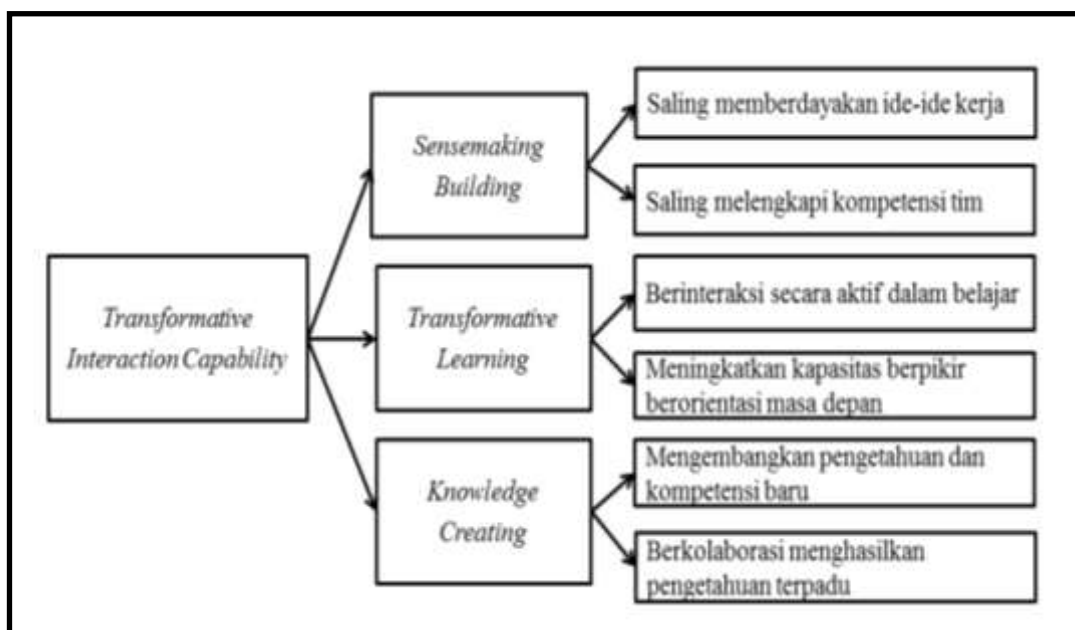 Transformative
Interaction Capability
Sensemaking
Building
Saling memberdayakan ide-ide kerja
Saling melengkapi kompetensi tim
Transformative
Learning
Berinteraksi secara aktif dalam belajar
Meningkatkan kapasitas berpikir
berorientasi masa depan
Knowledge
Creating
Mengembangkan pengetahuan dan
kompetensi baru
Berkolaborasi menghasilkan
pengetahuan terpadu